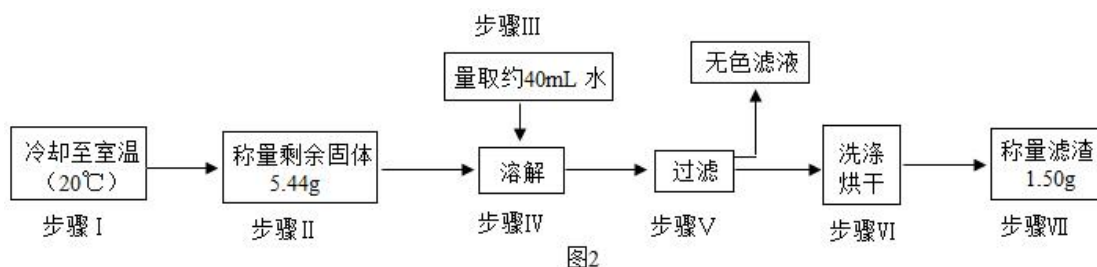 步骤III
量取约40mL 水
无色滤液
冷却至室温
（20℃）
称量剩余固体
5.44g
溶解
过滤
洗涤
烘干
称量滤渣
1.50g
步骤Ⅰ
步骤Ⅱ
步骤Ⅳ
步骤Ⅴ
步骤Ⅵ
步骤Ⅶ
图2